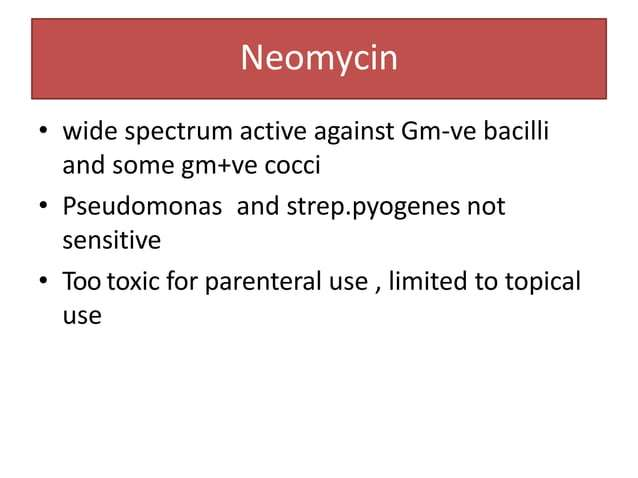 Neomycin
• wide spectrum active against Gm-ve bacilli
and some gm+ve cocci
• Pseudomonas and strep.pyogenes not
sensitive
• Too toxic for parenteral use , limited to topical
use